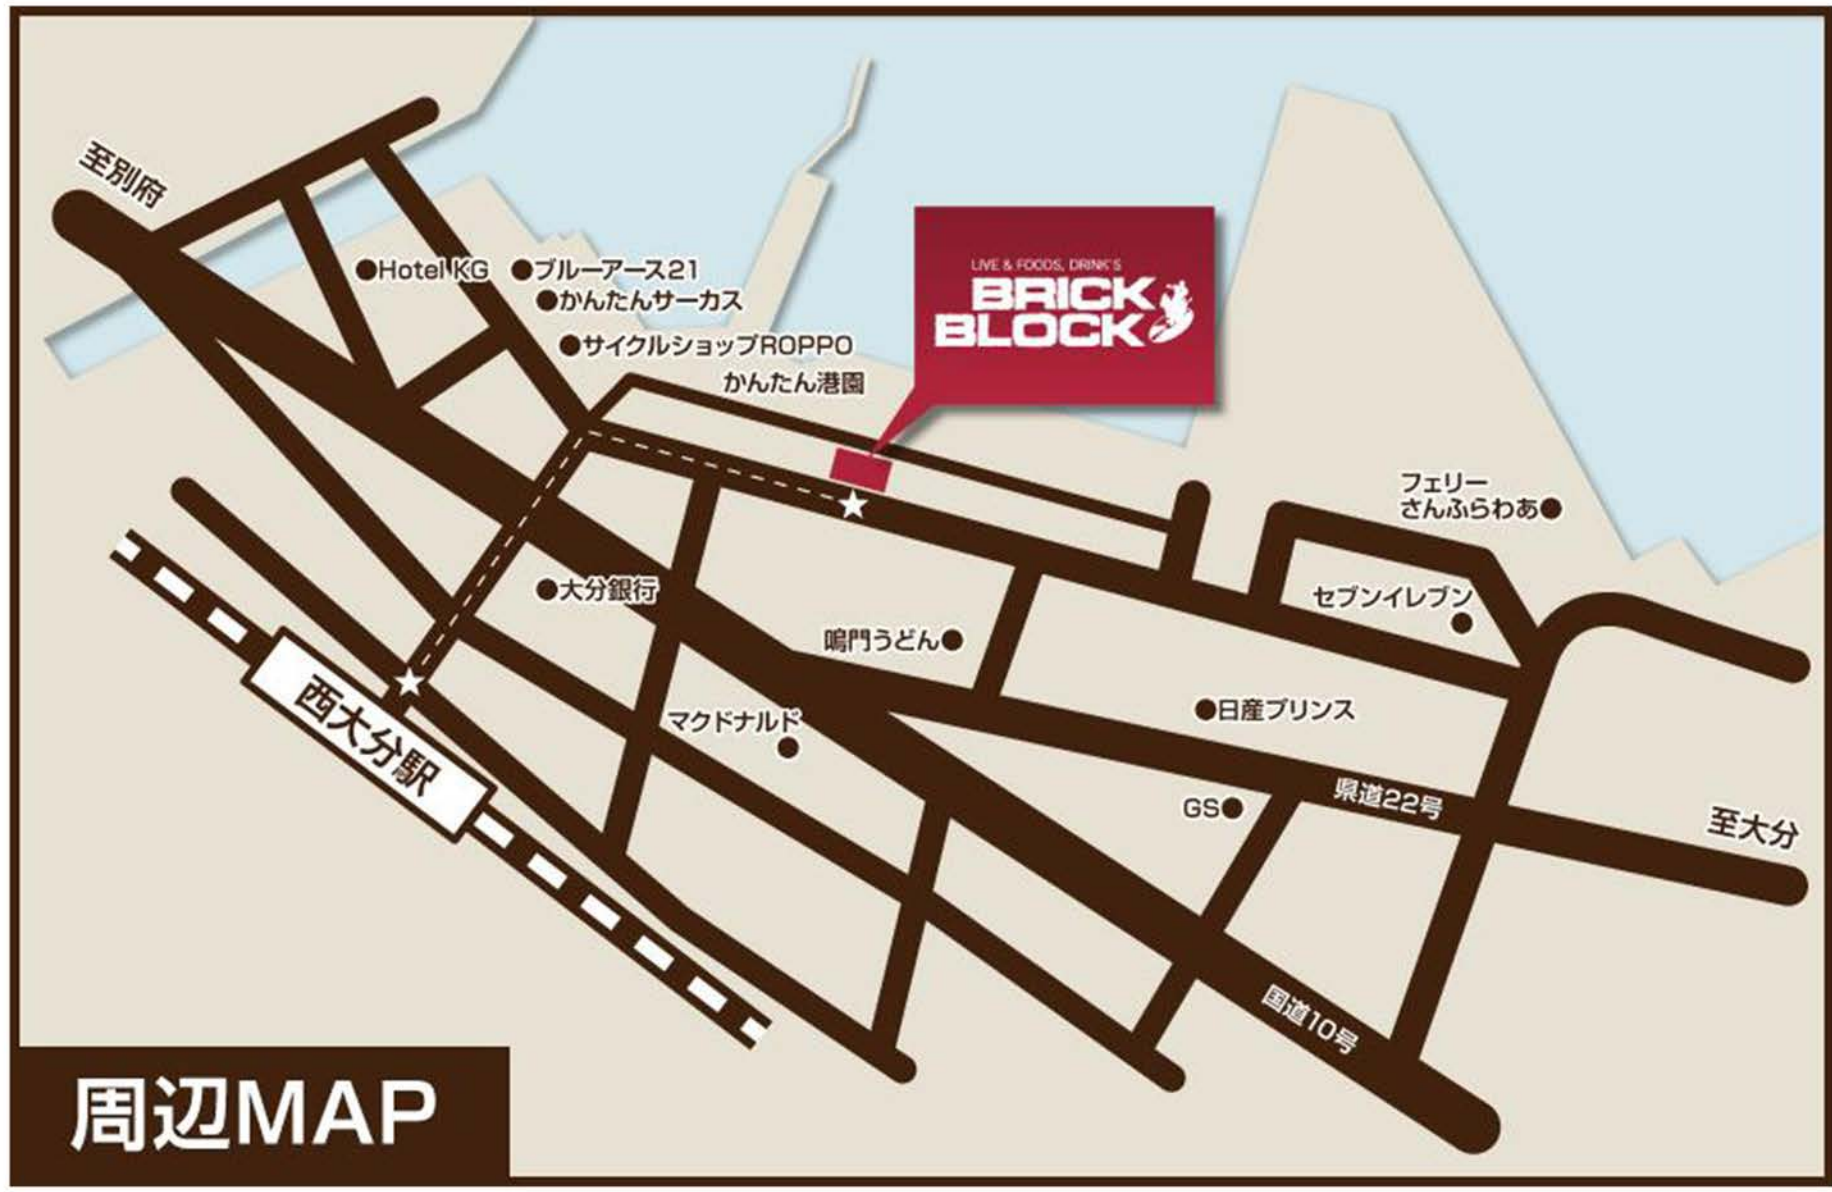 至別府
●Hotel KG
●ブルーアース21
●かんたんサーカス
●サイクルショップROPPO
かんたん港園
LIVE & FOODS, DRINK'S
BRICK
BLOCK
フェリー
さんふらわあ●
セブンイレブン
●大分銀行
鳴門うどん●
マクドナルド
●日産プリンス
GS●
県道22号
至大分
西大分駅
国道10号
周辺MAP